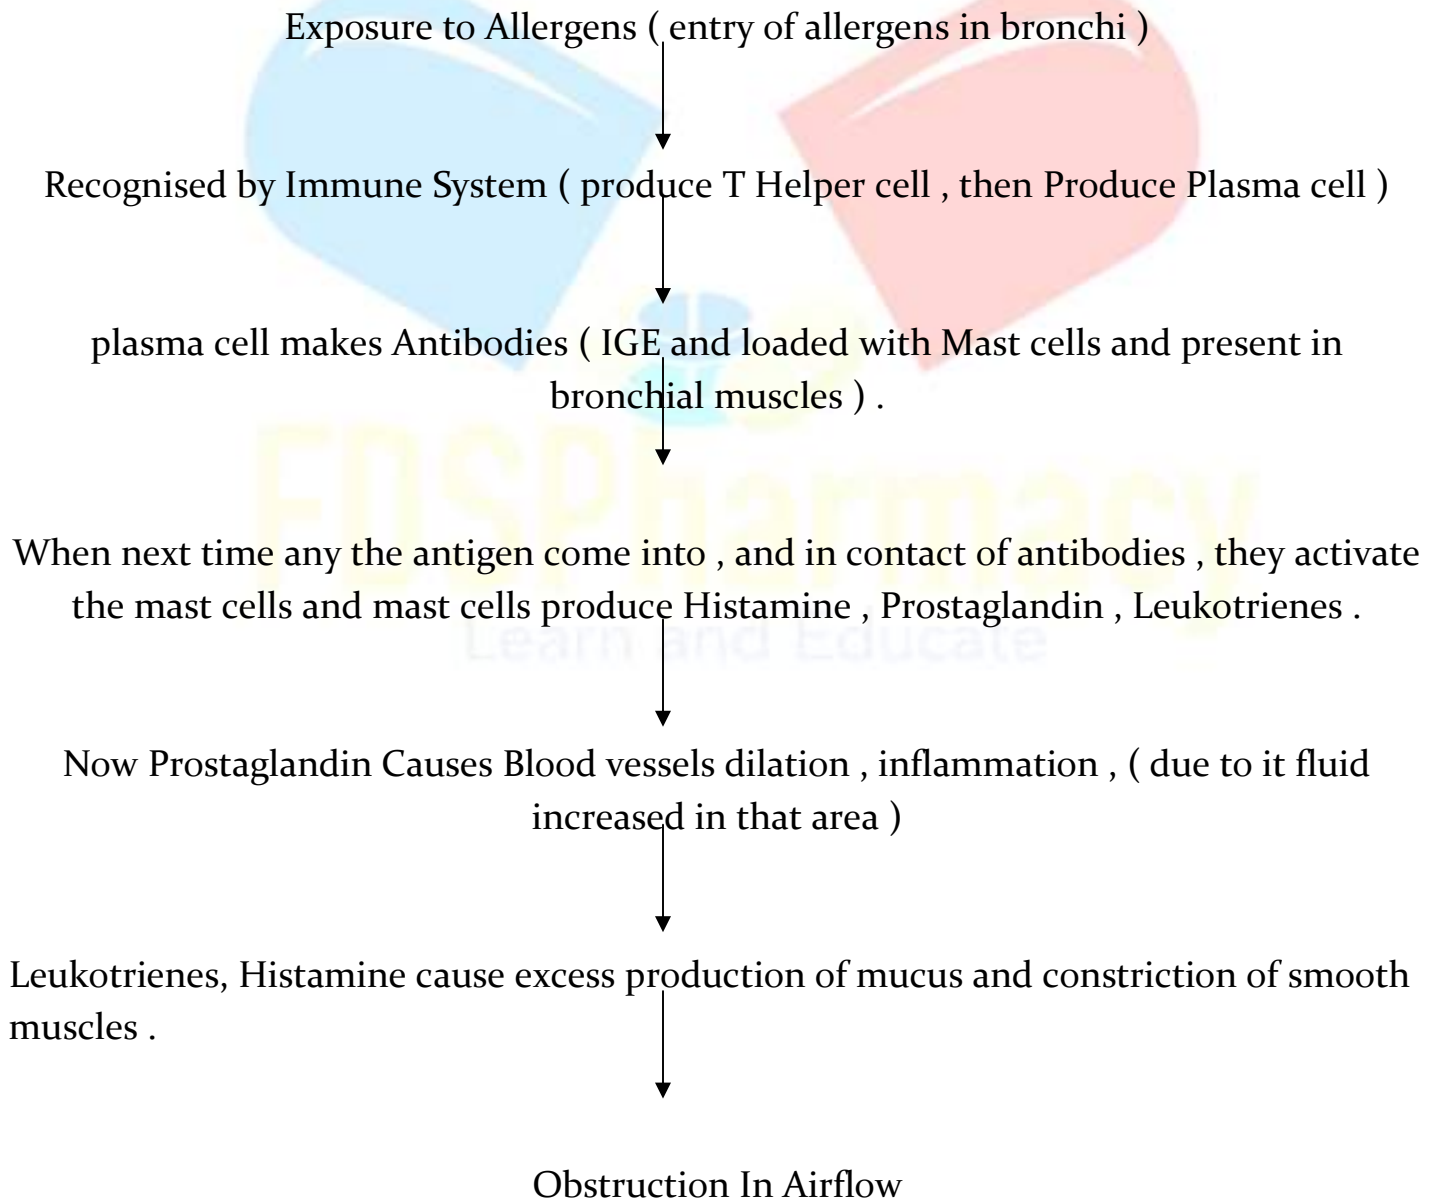 Exposure to Allergens ( entry of allergens in bronchi )
Recognised by Immune System ( produce T Helper cell , then Produce Plasma cell )
plasma cell makes Antibodies ( IGE and loaded with Mast cells and present in
bronchial muscles ) .
FDSPharmacy
When next time any the antigen come into , and in contact of antibodies , they activate
the mast cells and mast cells produce Histamine , Prostaglandin , Leukotrienes .
Learn and Educate
Now Prostaglandin Causes Blood vessels dilation , inflammation , ( due to it fluid
increased in that area )
Leukotrienes, Histamine cause excess production of mucus and constriction of smooth
muscles .
Obstruction In Airflow